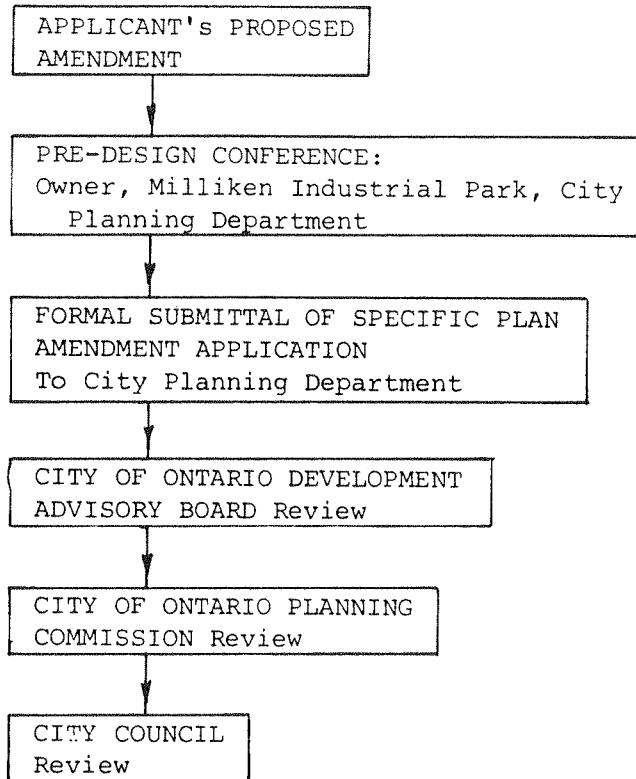 APPLICANT's PROPOSED
AMENDMENT
PRE-DESIGN CONFERENCE:
Owner, Milliken Industrial Park, City
Planning Department
FORMAL SUBMITTAL OF SPECIFIC PLAN
AMENDMENT APPLICATION
To City Planning Department
CITY OF ONTARIO DEVELOPMENT
ADVISORY BOARD Review
CITY OF ONTARIO PLANNING
COMMISSION Review
CITY COUNCIL
Review